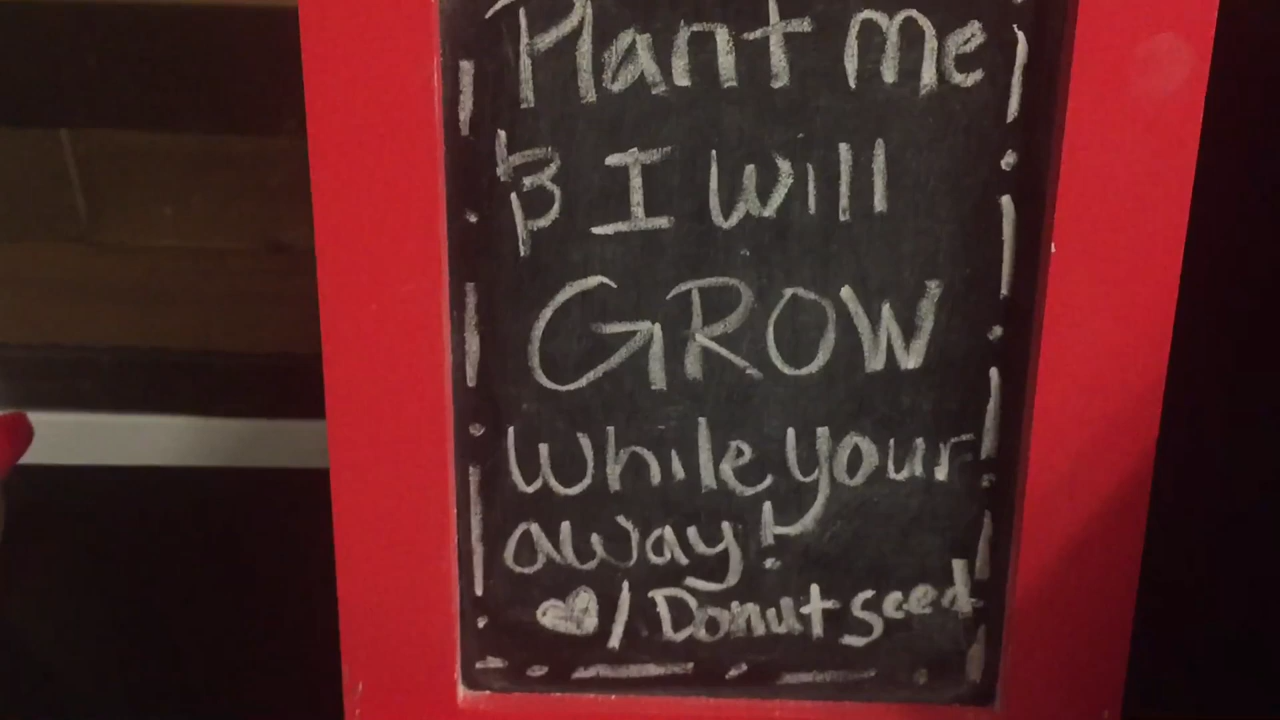 Plant me
& I will
GROW
while your
away!
♥/ Donut seed